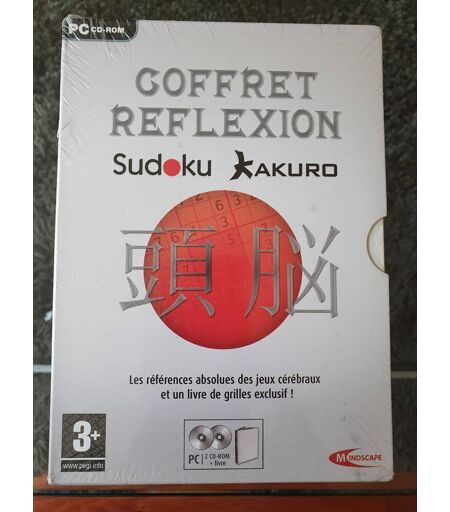 PC CD-ROM
COFFRET
REFLEXION
Sudoku KAKURO
頭脳
Les références absolues des jeux cérébraux
et un livre de grilles exclusif !
3+
www.pegi.info
PC 2 CD-ROM
+ livre
MINDSCAPE